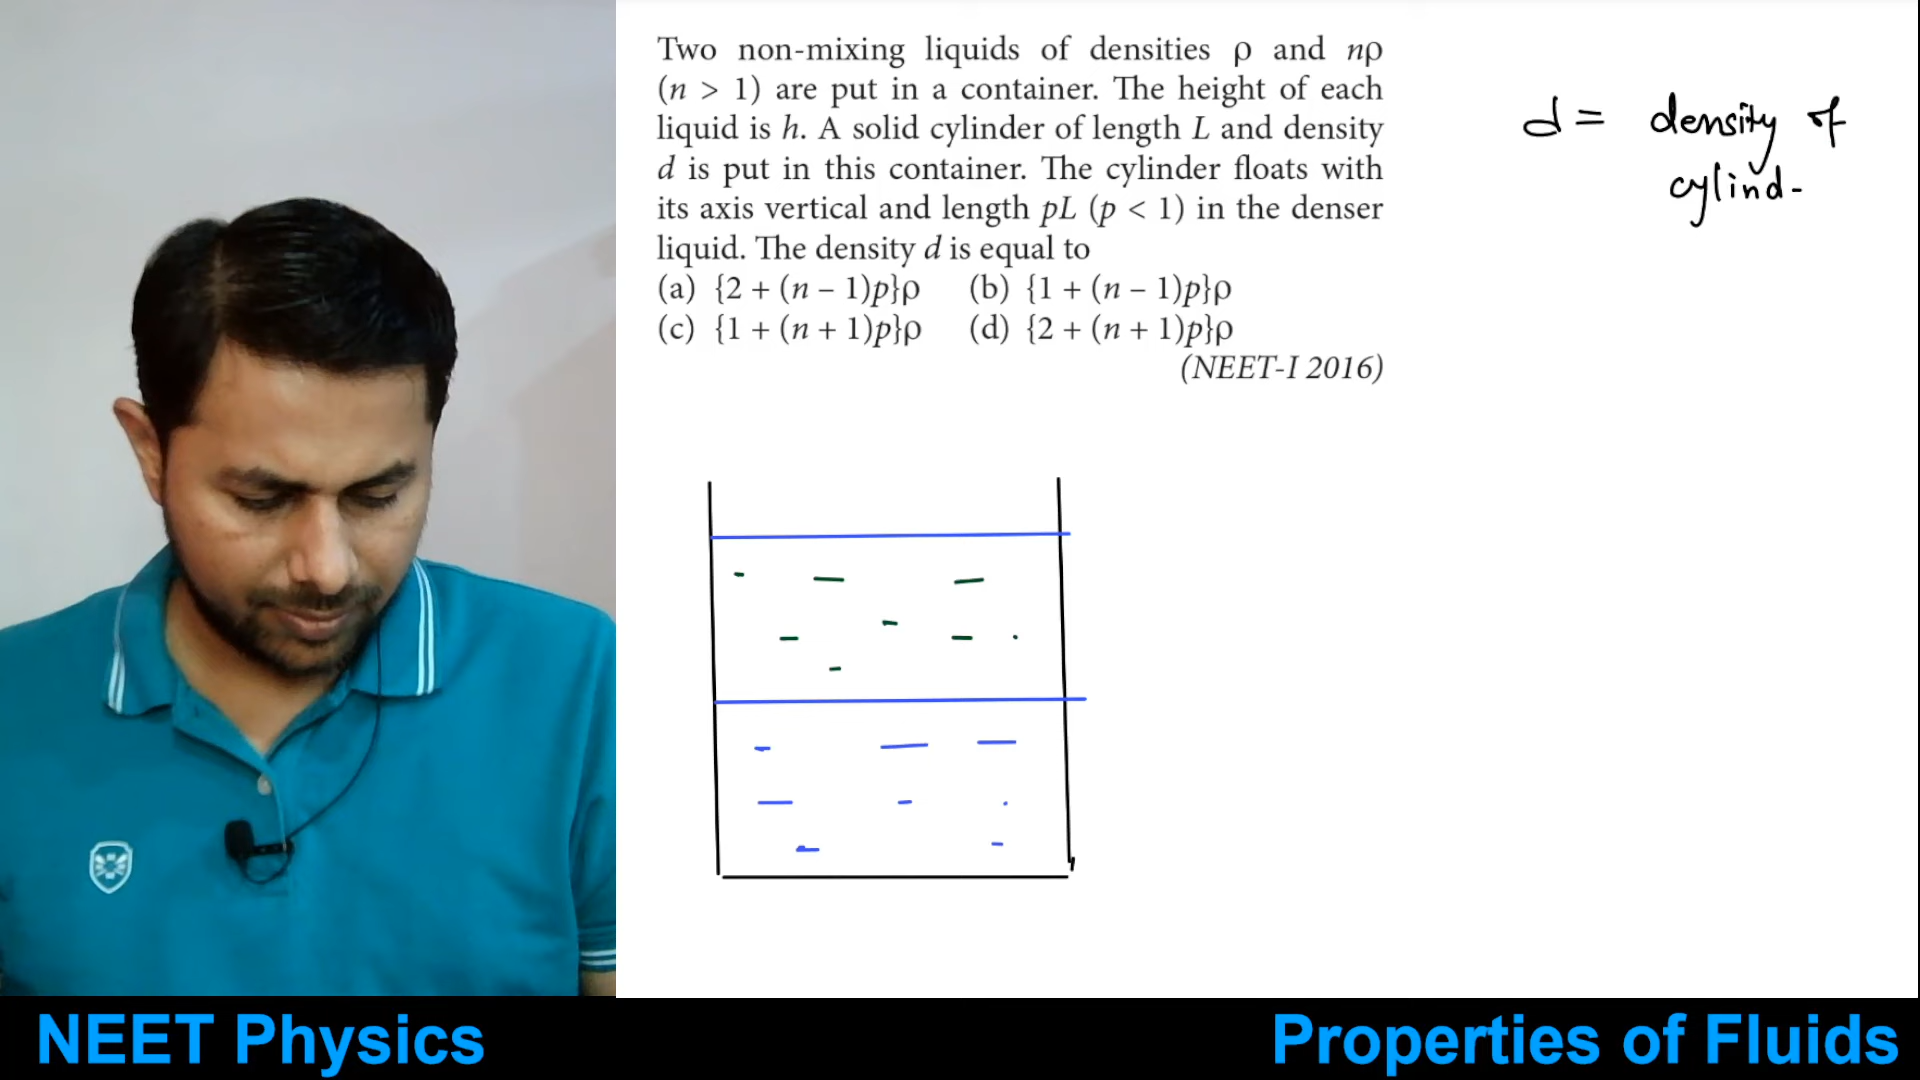 Two non-mixing liquids of densities ρ and nρ
(n > 1) are put in a container. The height of each
liquid is h. A solid cylinder of length L and density
d is put in this container. The cylinder floats with
its axis vertical and length pL (p < 1) in the denser
liquid. The density d is equal to
(a) {2 + (n – 1)p}ρ (b) {1 + (n – 1)p}ρ
(c) {1 + (n + 1)p}ρ (d) {2 + (n + 1)p}ρ
(NEET-I 2016)
d = density of
cylind-
NEET Physics
Properties of Fluids